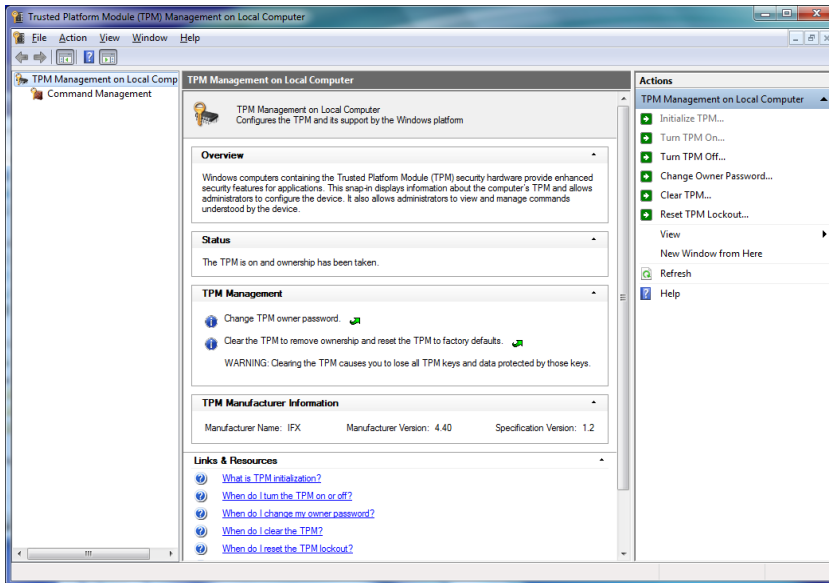 Trusted Platform Module (TPM) Management on Local Computer
File Action View Window Help
TPM Management on Local Comp
Command Management
TPM Management on Local Computer
TPM Management on Local Computer
Configures the TPM and its support by the Windows platform
Overview
Windows computers containing the Trusted Platform Module (TPM) security hardware provide enhanced
security features for applications. This snap-in displays information about the computer's TPM and allows
administrators to configure the device. It also allows administrators to view and manage commands
understood by the device.
Status
The TPM is on and ownership has been taken.
TPM Management
Change TPM owner password.
Clear the TPM to remove ownership and reset the TPM to factory defaults.
WARNING: Clearing the TPM causes you to lose all TPM keys and data protected by those keys.
TPM Manufacturer Information
Manufacturer Name: IFX Manufacturer Version: 4.40 Specification Version: 1.2
Links & Resources
What is TPM initialization?
When do I turn the TPM on or off?
When do I change my owner password?
When do I clear the TPM?
When do I reset the TPM lockout?
Actions
TPM Management on Local Computer
Initialize TPM...
Turn TPM On...
Turn TPM Off...
Change Owner Password...
Clear TPM...
Reset TPM Lockout...
View
New Window from Here
Refresh
Help